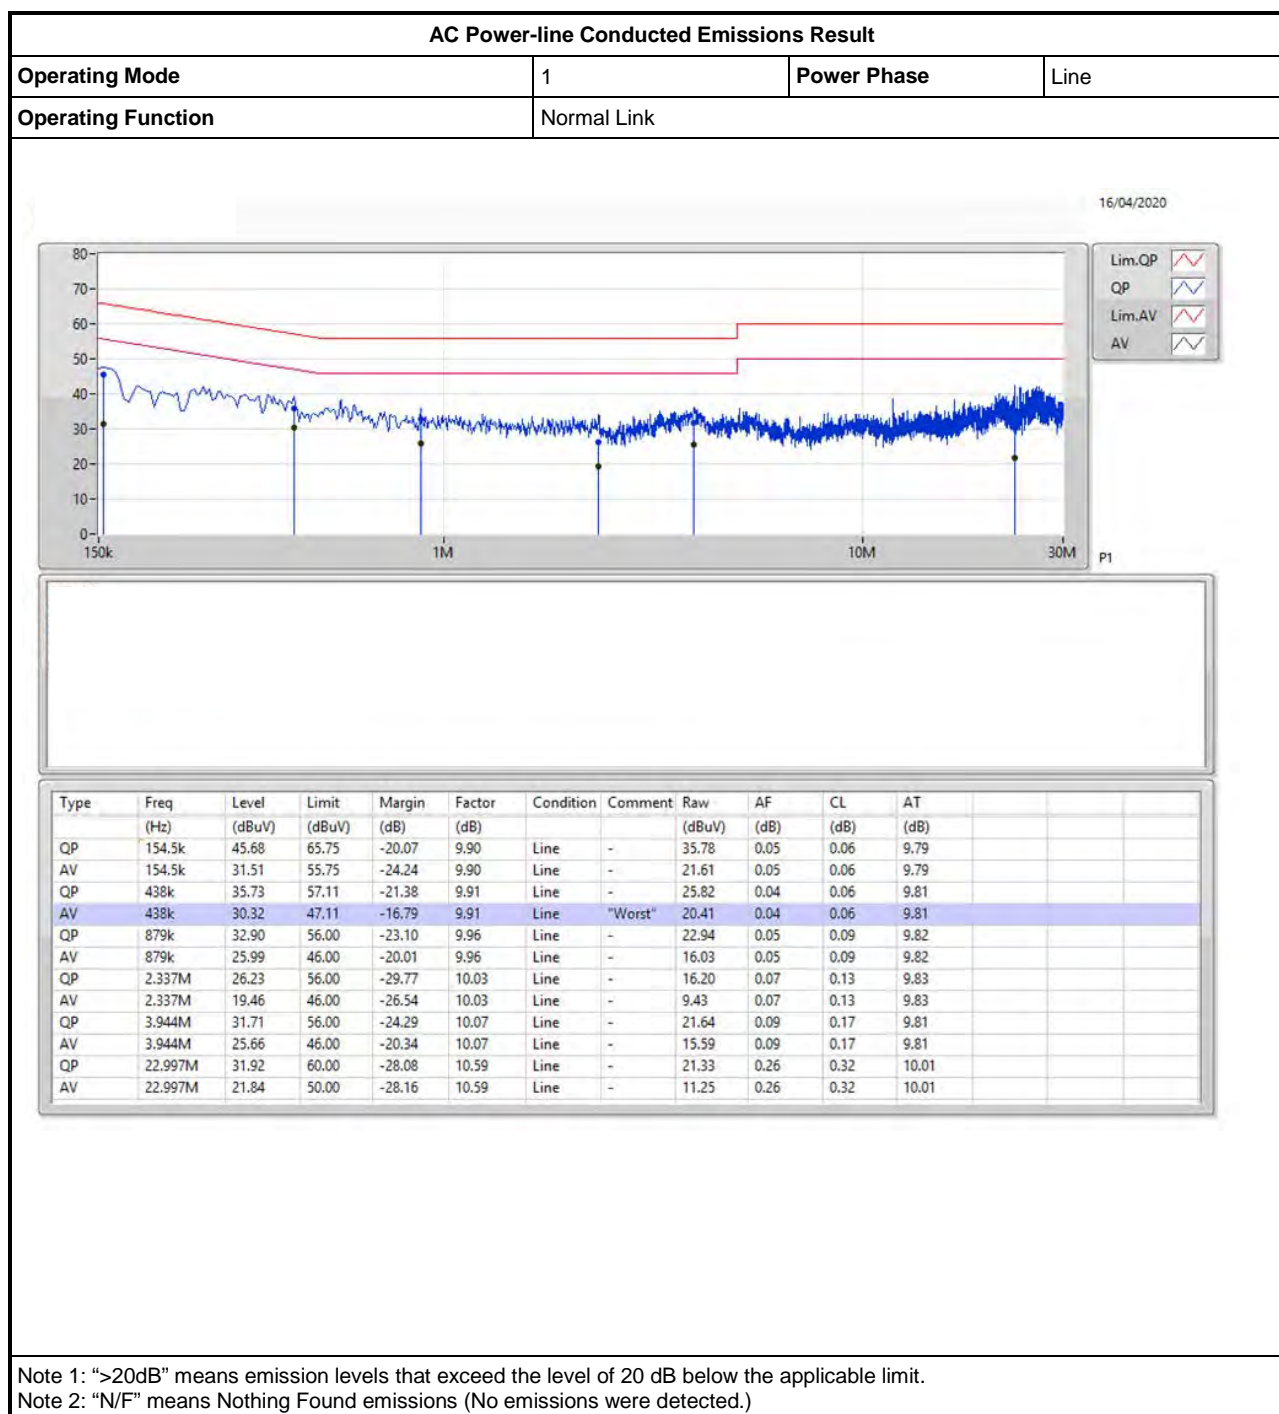 AC Power-line Conducted Emissions Result
Operating Mode 1 Power Phase Line
Operating Function Normal Link
16/04/2020
80
70
60
50
40
30
20
10
0
150k 1M 10M 30M
Lim.QP
QP
Lim.AV
AV
P1
Type Freq Level Limit Margin Factor Condition Comment Raw AF CL AT
(Hz) (dBuV) (dBuV) (dB) (dB) (dBuV) (dB) (dB) (dB)
QP 154.5k 45.68 65.75 -20.07 9.90 Line - 35.78 0.05 0.06 9.79
AV 154.5k 31.51 55.75 -24.24 9.90 Line - 21.61 0.05 0.06 9.79
QP 438k 35.73 57.11 -21.38 9.91 Line - 25.82 0.04 0.06 9.81
AV 438k 30.32 47.11 -16.79 9.91 Line "Worst" 20.41 0.04 0.06 9.81
QP 879k 32.90 56.00 -23.10 9.96 Line - 22.94 0.05 0.09 9.82
AV 879k 25.99 46.00 -20.01 9.96 Line - 16.03 0.05 0.09 9.82
QP 2.337M 26.23 56.00 -29.77 10.03 Line - 16.20 0.07 0.13 9.83
AV 2.337M 19.46 46.00 -26.54 10.03 Line - 9.43 0.07 0.13 9.83
QP 3.944M 31.71 56.00 -24.29 10.07 Line - 21.64 0.09 0.17 9.81
AV 3.944M 25.66 46.00 -20.34 10.07 Line - 15.59 0.09 0.17 9.81
QP 22.997M 31.92 60.00 -28.08 10.59 Line - 21.33 0.26 0.32 10.01
AV 22.997M 21.84 50.00 -28.16 10.59 Line - 11.25 0.26 0.32 10.01
Note 1: “>20dB” means emission levels that exceed the level of 20 dB below the applicable limit.
Note 2: “N/F” means Nothing Found emissions (No emissions were detected.)